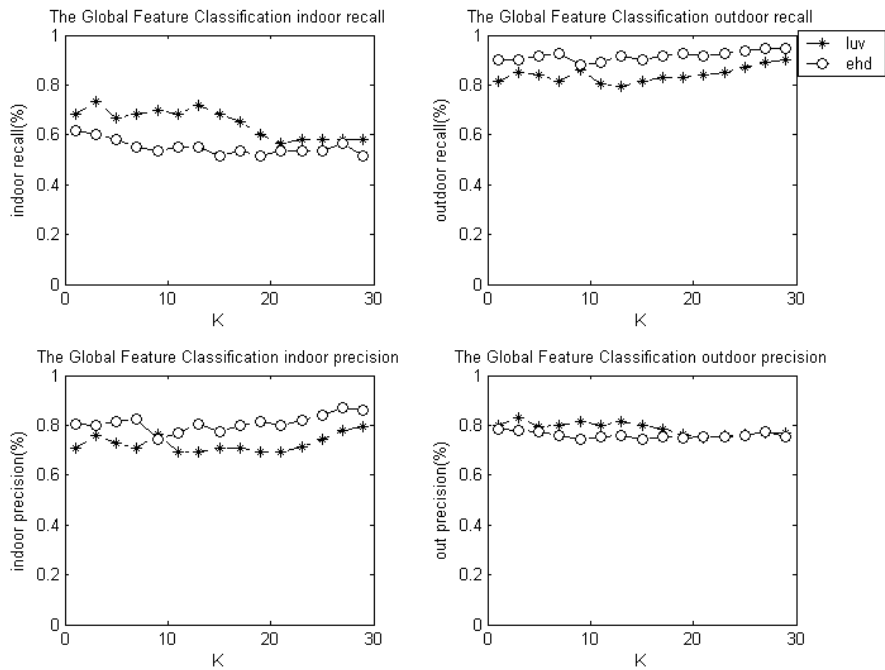 The Global Feature Classification indoor recall
1
0.8
0.6
0.4
0.2
0
0
10
20
30
indoor recall(%)
K
The Global Feature Classification outdoor recall
1
0.8
0.6
0.4
0.2
0
0
10
20
30
outdoor recall(%)
K
luv
ehd
The Global Feature Classification indoor precision
1
0.8
0.6
0.4
0.2
0
0
10
20
30
indoor precision(%)
K
The Global Feature Classification outdoor precision
1
0.8
0.6
0.4
0.2
0
0
10
20
30
out precision(%)
K